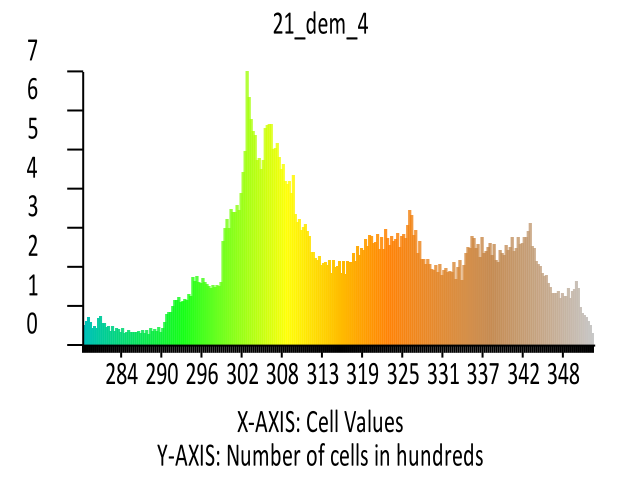 21_dem_4
7
6
5
4
3
2
1
0
284 290 296 302 308 313 319 325 331 337 342 348
X-AXIS: Cell Values
Y-AXIS: Number of cells in hundreds